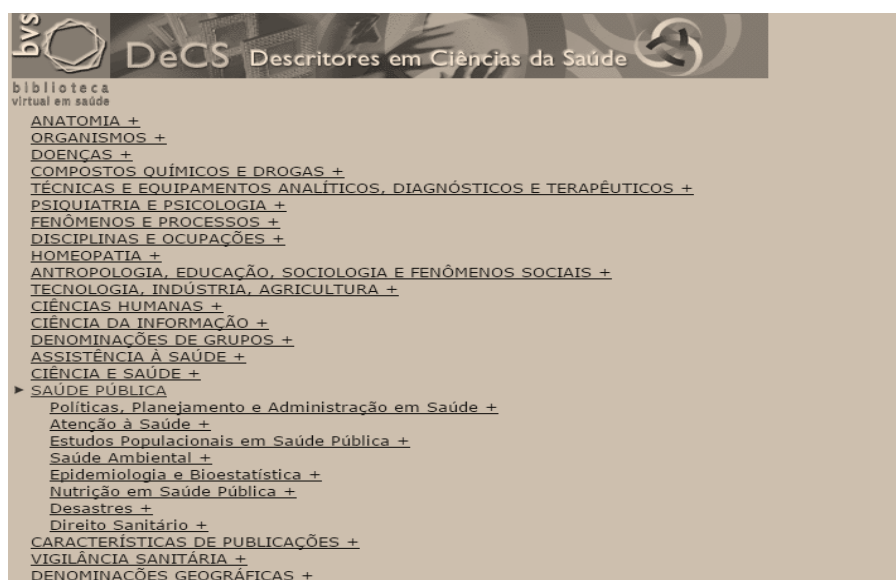 bvs
DeCS Descritores em Ciências da Saúde
biblioteca
virtual em saúde
ANATOMIA +
ORGANISMOS +
DOENÇAS +
COMPOSTOS QUÍMICOS E DROGAS +
TÉCNICAS E EQUIPAMENTOS ANALÍTICOS, DIAGNÓSTICOS E TERAPÊUTICOS +
PSIQUIATRIA E PSICOLOGIA +
FENÔMENOS E PROCESSOS +
DISCIPLINAS E OCUPAÇÕES +
HOMEOPATIA +
ANTROPOLOGIA, EDUCAÇÃO, SOCIOLOGIA E FENÔMENOS SOCIAIS +
TECNOLOGIA, INDÚSTRIA, AGRICULTURA +
CIÊNCIAS HUMANAS +
CIÊNCIA DA INFORMAÇÃO +
DENOMINAÇÕES DE GRUPOS +
ASSISTÊNCIA À SAÚDE +
CIÊNCIA E SAÚDE +
► SAÚDE PÚBLICA
Políticas, Planejamento e Administração em Saúde +
Atenção à Saúde +
Estudos Populacionais em Saúde Pública +
Saúde Ambiental +
Epidemiologia e Bioestatística +
Nutrição em Saúde Pública +
Desastres +
Direito Sanitário +
CARACTERÍSTICAS DE PUBLICAÇÕES +
VIGILÂNCIA SANITÁRIA +
DENOMINAÇÕES GEOGRÁFICAS +